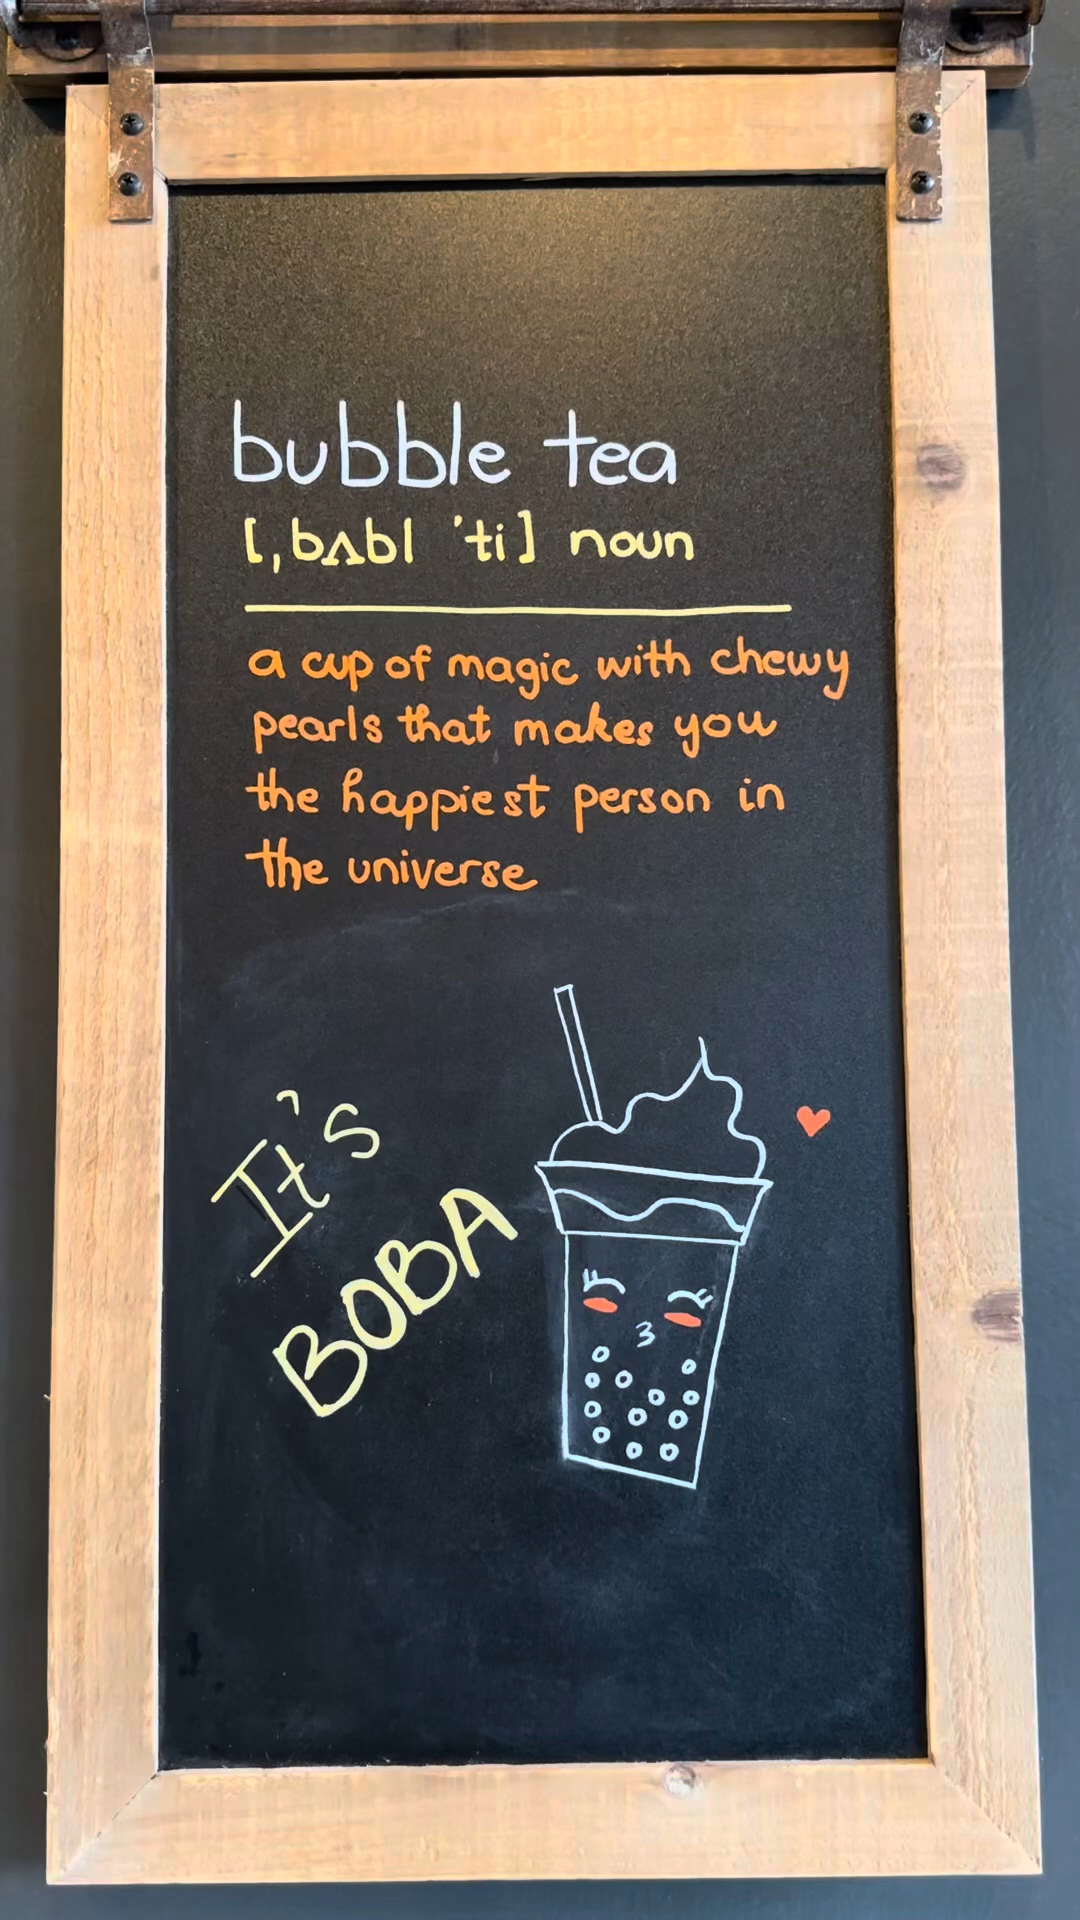 bubble tea
[ˌbʌbl ˈti] noun
a cup of magic with chewy
pearls that makes you
the happiest person in
the universe
It's
BOBA